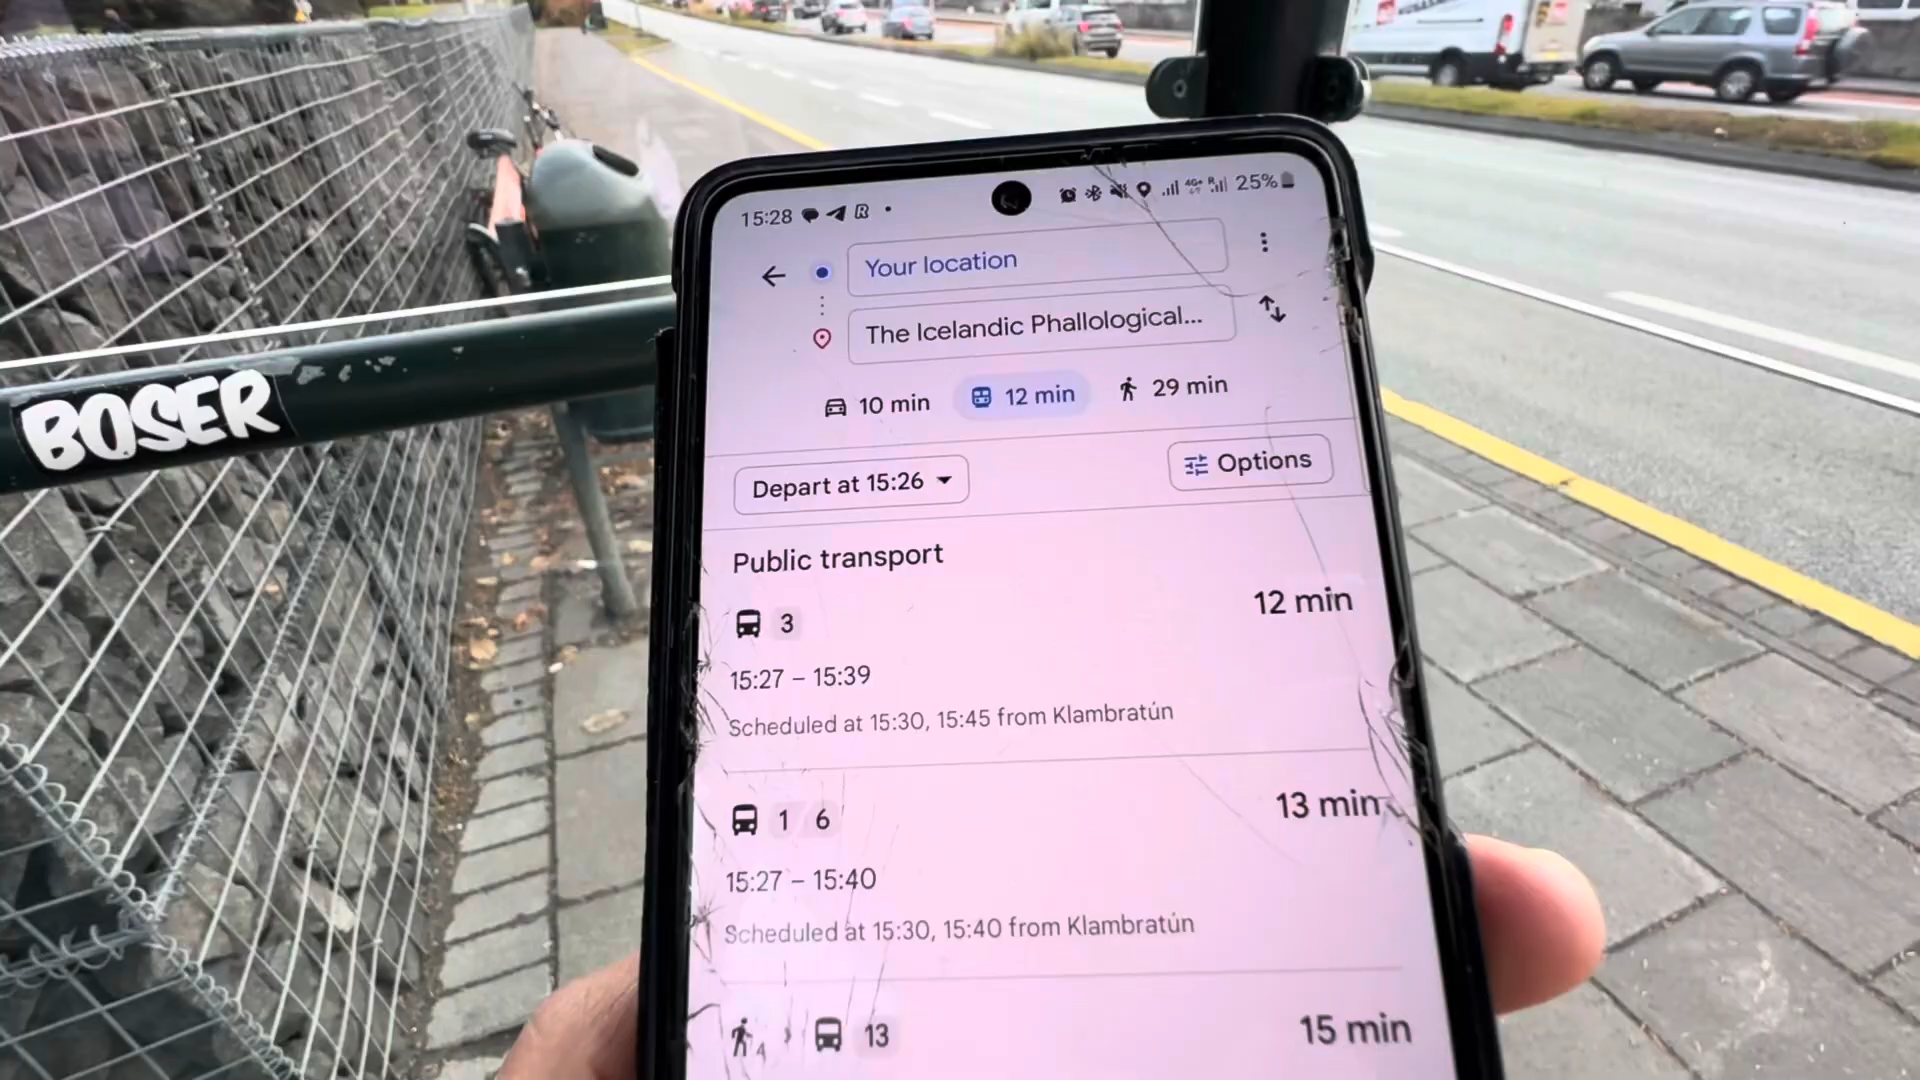 BOSER
15:28
4G+ R 25%
Your location
The Icelandic Phallological...
10 min 12 min 29 min
Depart at 15:26
Options
Public transport
3 12 min
15:27 – 15:39
Scheduled at 15:30, 15:45 from Klambratún
1 6 13 min
15:27 – 15:40
Scheduled at 15:30, 15:40 from Klambratún
4 13 15 min